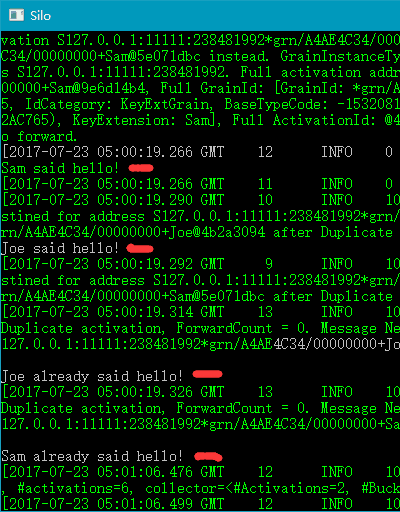 Silo
vation S127.0.0.1:11111:238481992*grn/A4AE4C34/000
C34/00000000+Sam@5e071dbc instead. GrainInstanceTy
s S127.0.0.1:11111:238481992. Full activation addr
00000+Sam@9e6d14b4, Full GrainId: [GrainId: *grn/A
5, IdCategory: KeyExtGrain, BaseTypeCode: -1532081
2AC765), KeyExtension: Sam], Full ActivationId: @4
o forward.
[2017-07-23 05:00:19.266 GMT    12      INFO    0
Sam said hello!
[2017-07-23 05:00:19.266 GMT    11      INFO    0
[2017-07-23 05:00:19.290 GMT    10      INFO    10
stined for address S127.0.0.1:11111:238481992*grn/
rn/A4AE4C34/00000000+Joe@4b2a3094 after Duplicate
Joe said hello!
[2017-07-23 05:00:19.292 GMT     9      INFO    10
stined for address S127.0.0.1:11111:238481992*grn/
rn/A4AE4C34/00000000+Sam@5e071dbc after Duplicate
[2017-07-23 05:00:19.314 GMT    13      INFO    10
Duplicate activation, ForwardCount = 0. Message Ne
127.0.0.1:11111:238481992*grn/A4AE4C34/00000000+Jo
Joe already said hello!
[2017-07-23 05:00:19.326 GMT    13      INFO    10
Duplicate activation, ForwardCount = 0. Message Ne
127.0.0.1:11111:238481992*grn/A4AE4C34/00000000+Sa
Sam already said hello!
[2017-07-23 05:01:06.476 GMT    12      INFO    10
, #activations=6, collector=<#Activations=2, #Buck
[2017-07-23 05:01:06.499 GMT    12      INFO    10